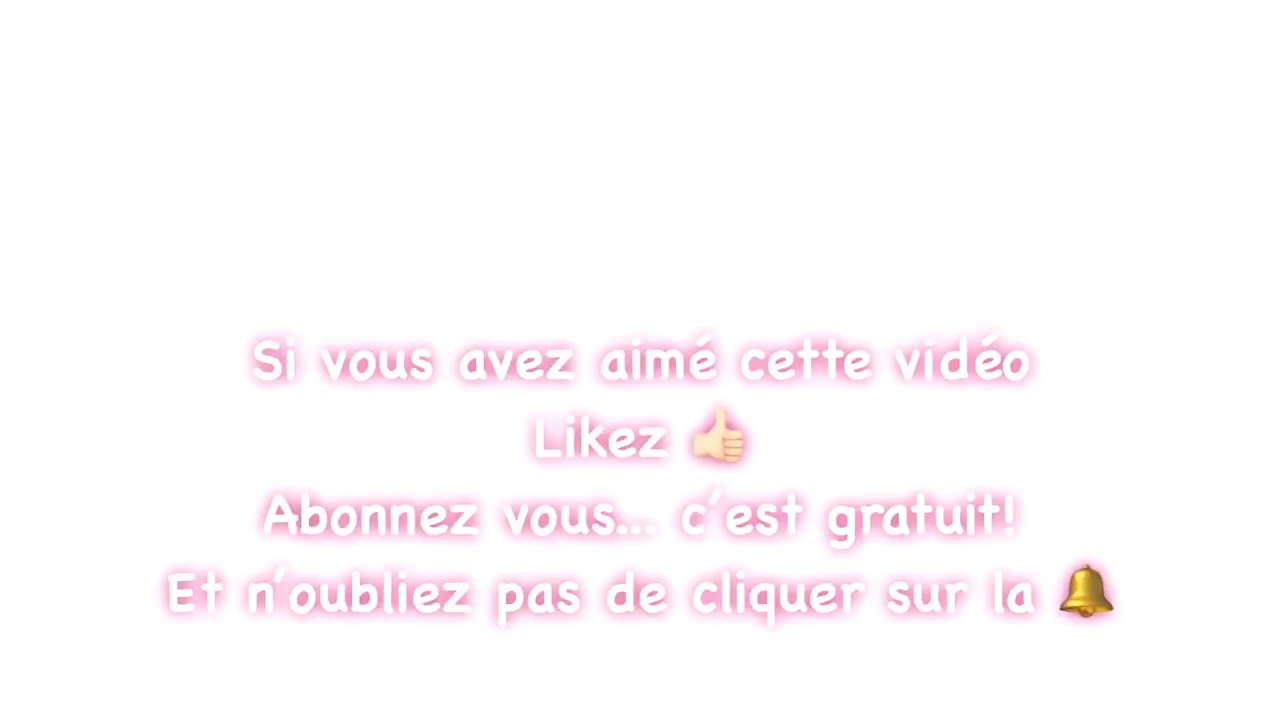 Si vous avez aimé cette vidéo
Likez 👍🏻
Abonnez vous... c'est gratuit!
Et n'oubliez pas de cliquer sur la 🔔